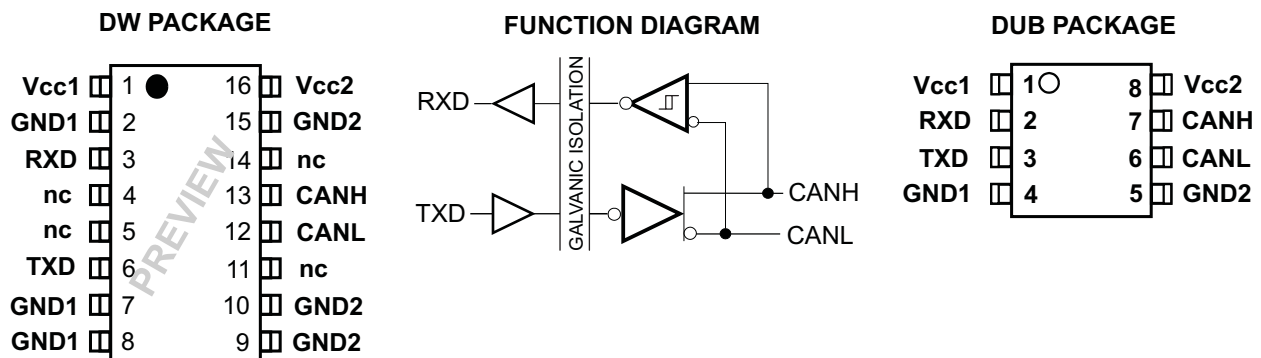 DW PACKAGE
Vcc1 1 16 Vcc2
GND1 2 15 GND2
RXD 3 14 nc
nc 4 13 CANH
nc 5 12 CANL
TXD 6 11 nc
GND1 7 10 GND2
GND1 8 9 GND2
PREVIEW
FUNCTION DIAGRAM
RXD
TXD
GALVANIC ISOLATION
CANH
CANL
DUB PACKAGE
Vcc1 1 8 Vcc2
RXD 2 7 CANH
TXD 3 6 CANL
GND1 4 5 GND2